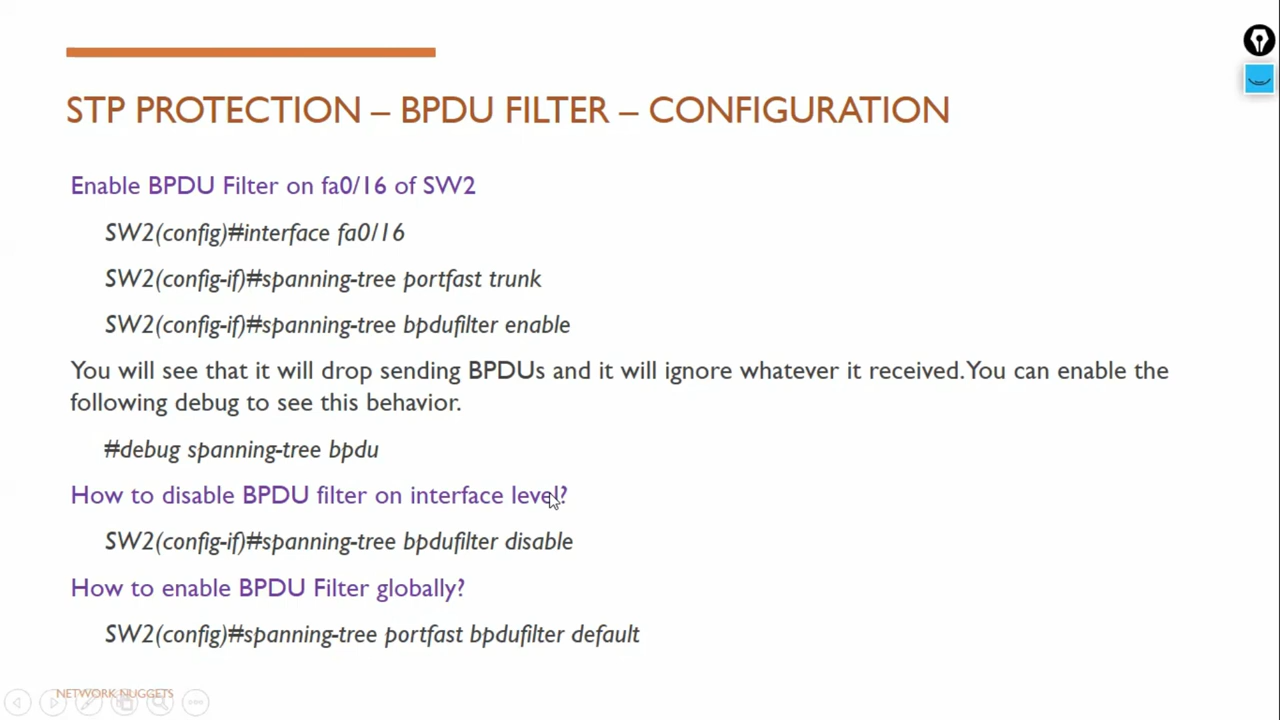 STP PROTECTION – BPDU FILTER – CONFIGURATION
Enable BPDU Filter on fa0/16 of SW2
SW2(config)#interface fa0/16
SW2(config-if)#spanning-tree portfast trunk
SW2(config-if)#spanning-tree bpdufilter enable
You will see that it will drop sending BPDUs and it will ignore whatever it received. You can enable the
following debug to see this behavior.
#debug spanning-tree bpdu
How to disable BPDU filter on interface level?
SW2(config-if)#spanning-tree bpdufilter disable
How to enable BPDU Filter globally?
SW2(config)#spanning-tree portfast bpdufilter default
NETWORK NUGGETS